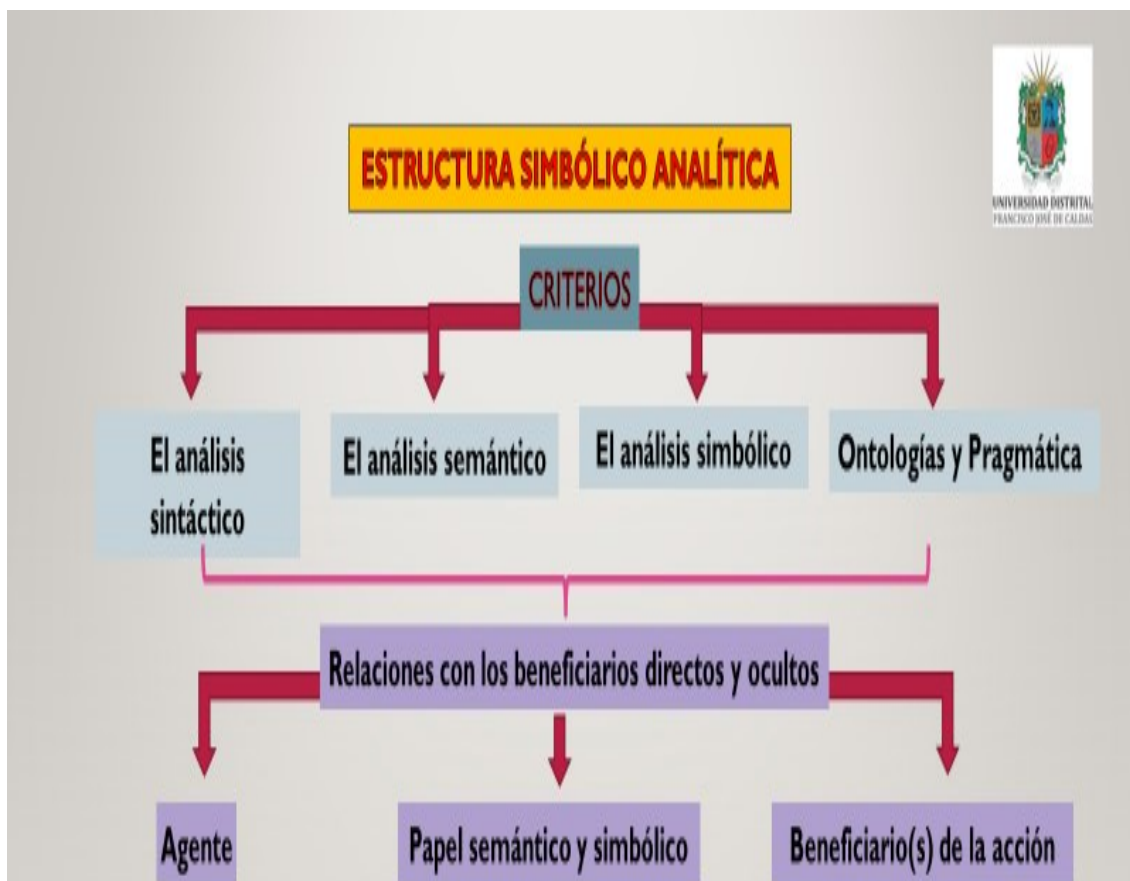 ESTRUCTURA SIMBÓLICO ANALÍTICA
UNIVERSIDAD DISTRITAL
FRANCISCO JOSÉ DE CALDAS
CRITERIOS
El análisis
sintáctico
El análisis semántico
El análisis simbólico
Ontologías y Pragmática
Relaciones con los beneficiarios directos y ocultos
Agente
Papel semántico y simbólico
Beneficiario(s) de la acción